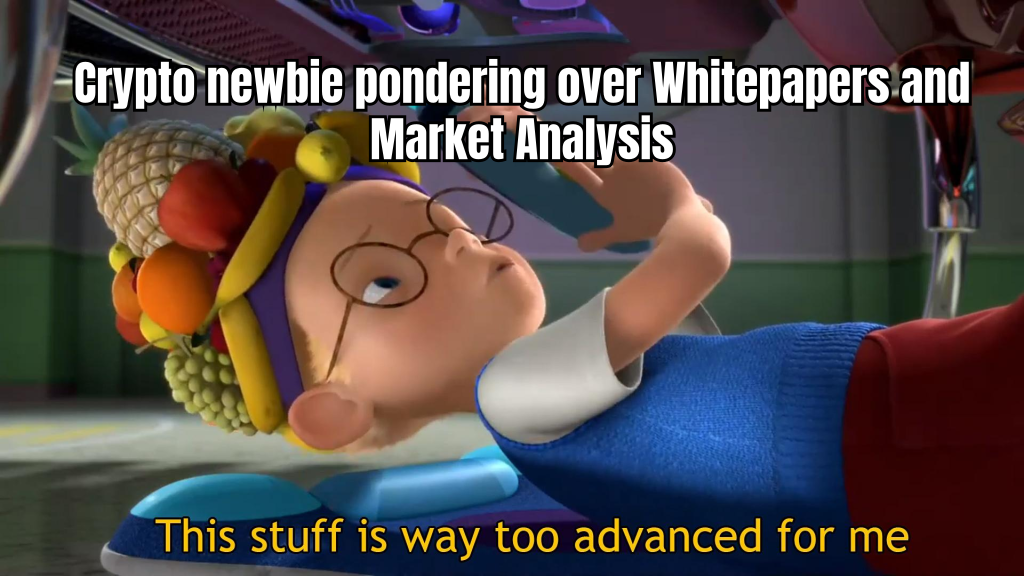 Crypto newbie pondering over Whitepapers and
Market Analysis
This stuff is way too advanced for me